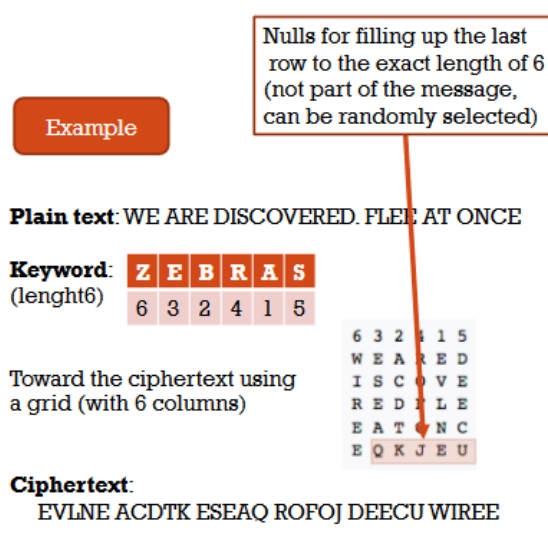 Nulls for filling up the last
row to the exact length of 6
(not part of the message,
can be randomly selected)
Example
Plain text: WE ARE DISCOVERED. FLEE AT ONCE
Keyword:
(lenght6)
Z E B R A S
6 3 2 4 1 5
Toward the ciphertext using
a grid (with 6 columns)
6 3 2 4 1 5
W E A R E D
I S C O V E
R E D F L E
E A T O N C
E Q K J E U
Ciphertext:
EVLNE ACDTK ESEAQ ROFOJ DEECU WIREE